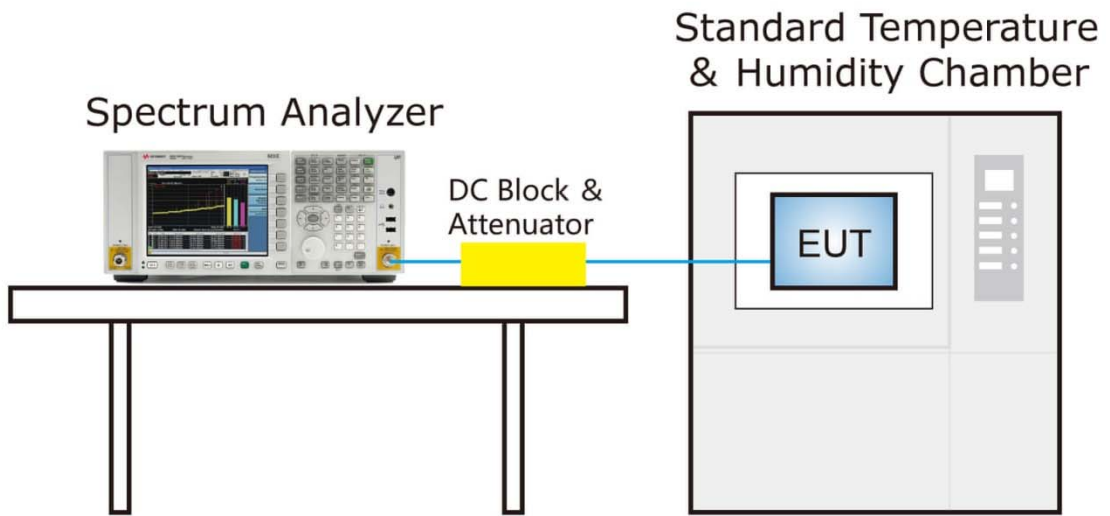 Standard Temperature
& Humidity Chamber
Spectrum Analyzer
DC Block &
Attenuator
EUT